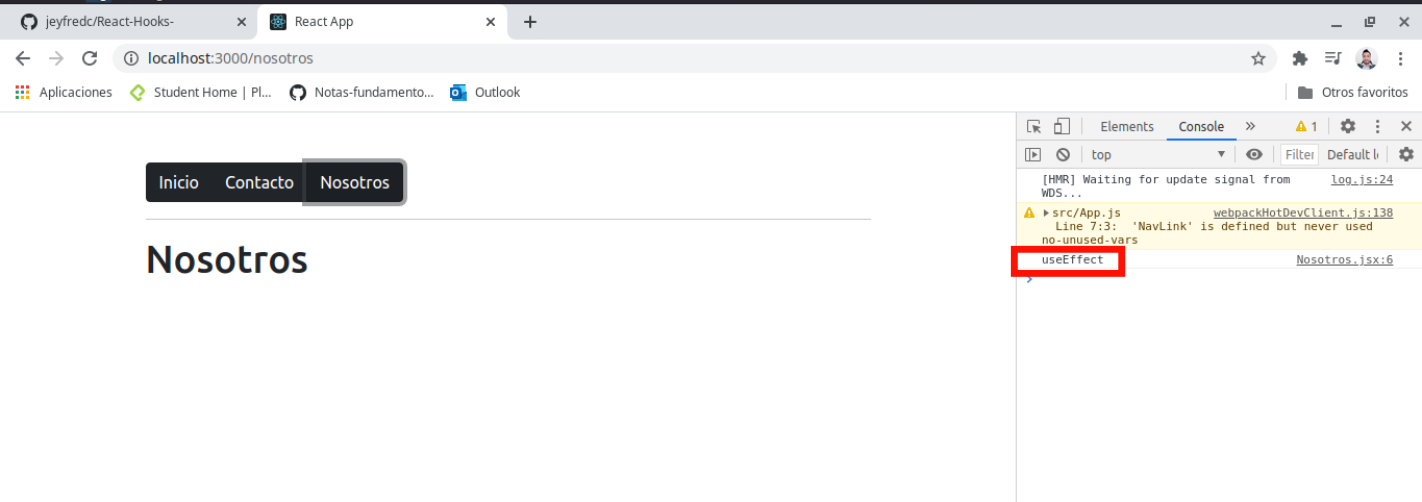 jeyfredc/React-Hooks-
React App
localhost:3000/nosotros
Aplicaciones
Student Home | Pl...
Notas-fundamento...
Outlook
Otros favoritos
Elements
Console
1
top
Filter
Default l
Inicio
Contacto
Nosotros
Nosotros
[HMR] Waiting for update signal from log.js:24
WDS...
src/App.js webpackHotDevClient.js:138
Line 7:3: 'NavLink' is defined but never used
no-unused-vars
useEffect Nosotros.jsx:6